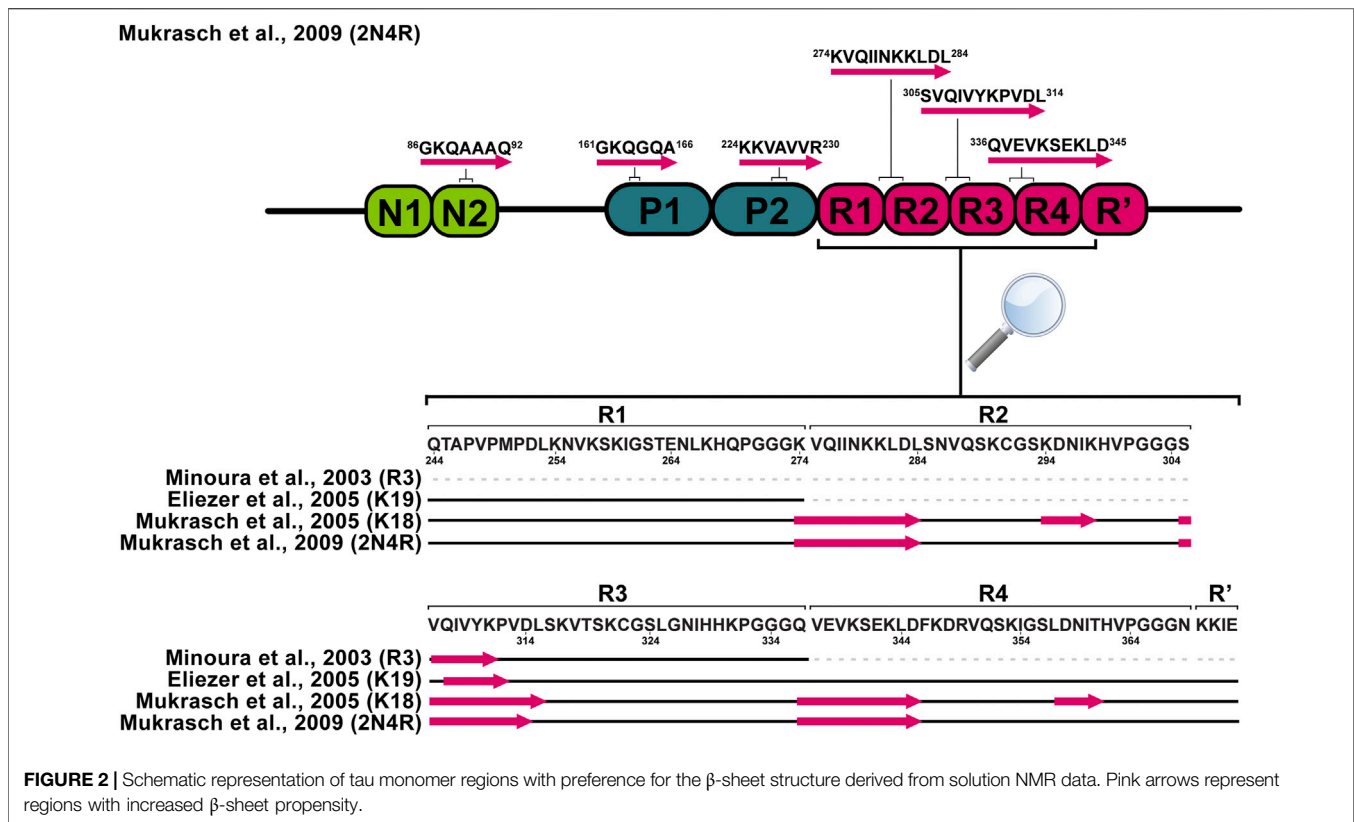 Mukrasch et al., 2009 (2N4R)
274KVQIINKKLDL284
305SVQIVYKPVDL314
336QVEVKSEKLD345
86GKQAAAQ92
161GKQGQA166
224KKVAVVR230
N1 N2 P1 P2 R1 R2 R3 R4 R'
R1 R2
QTAPVPMPDLKNVKSKIGSTENLKHQPGGGK VQIINKKLDLSNVQSKCGSKDNIKHVPGGGS
244 254 264 274 284 294 304
Minoura et al., 2003 (R3)
Eliezer et al., 2005 (K19)
Mukrasch et al., 2005 (K18)
Mukrasch et al., 2009 (2N4R)
R3 R4 R'
VQIVYKPVDLSKVTSKCGSLGNIHHKPGGGQ VEVKSEKLDFKDRVQSKIGSLDNITHVPGGGN KKIE
314 324 334 344 354 364
Minoura et al., 2003 (R3)
Eliezer et al., 2005 (K19)
Mukrasch et al., 2005 (K18)
Mukrasch et al., 2009 (2N4R)
FIGURE 2 | Schematic representation of tau monomer regions with preference for the β-sheet structure derived from solution NMR data. Pink arrows represent
regions with increased β-sheet propensity.